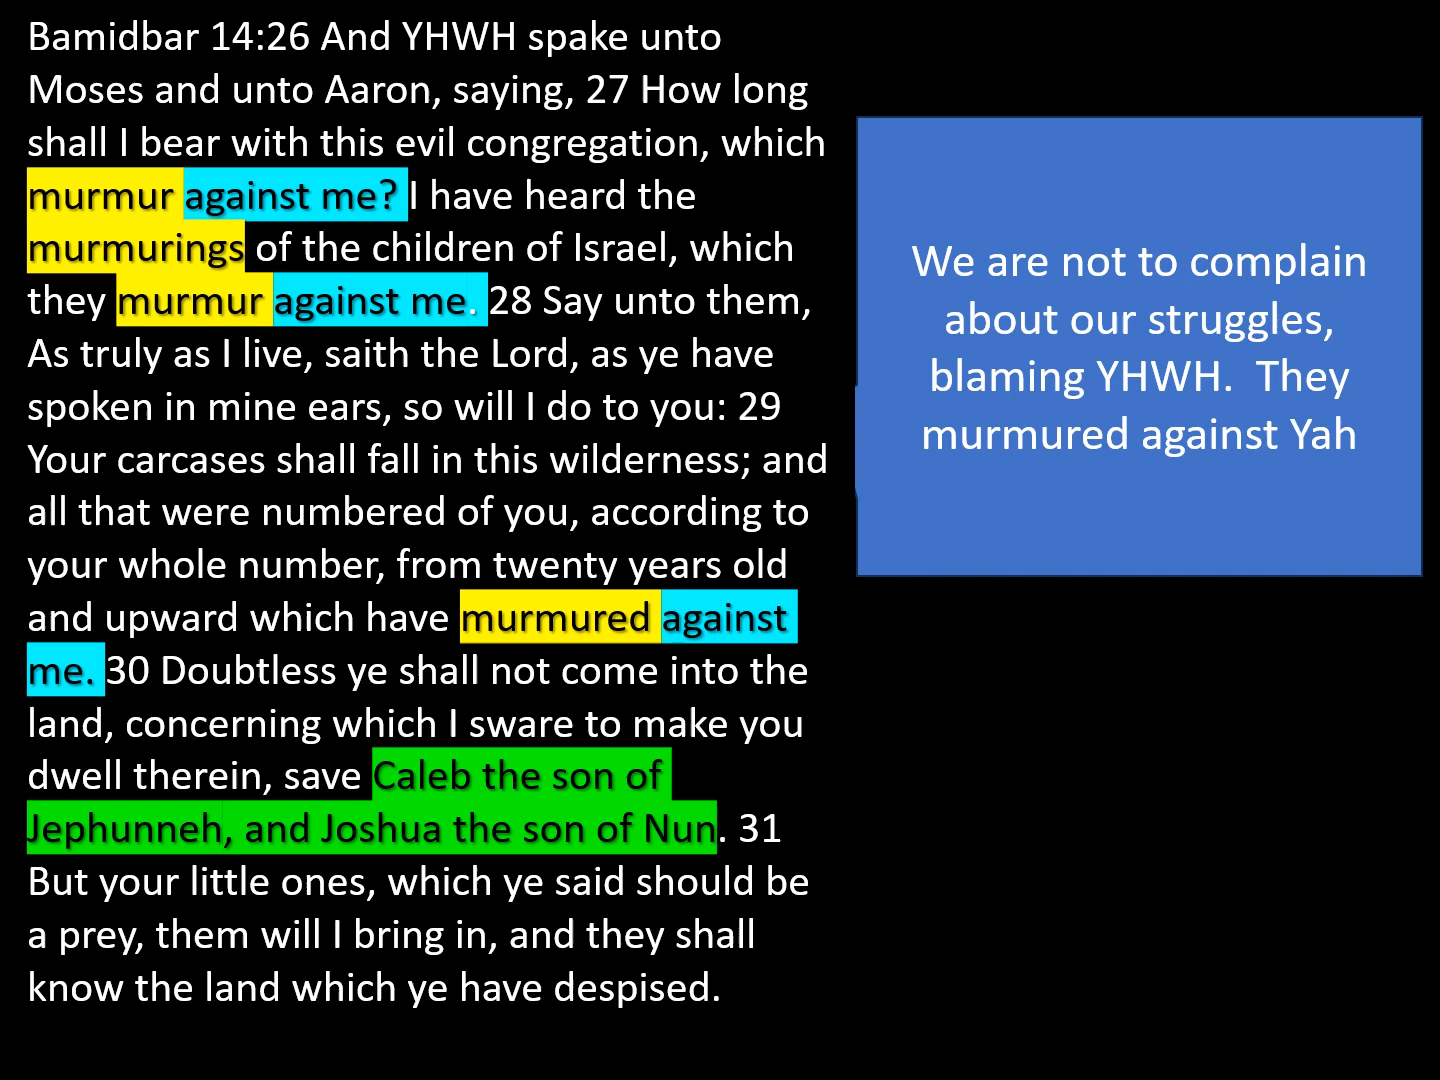 Bamidbar 14:26 And YHWH spake unto
Moses and unto Aaron, saying, 27 How long
shall I bear with this evil congregation, which
murmur against me? I have heard the
murmurings of the children of Israel, which
they murmur against me. 28 Say unto them,
As truly as I live, saith the Lord, as ye have
spoken in mine ears, so will I do to you: 29
Your carcases shall fall in this wilderness; and
all that were numbered of you, according to
your whole number, from twenty years old
and upward which have murmured against
me. 30 Doubtless ye shall not come into the
land, concerning which I sware to make you
dwell therein, save Caleb the son of
Jephunneh, and Joshua the son of Nun. 31
But your little ones, which ye said should be
a prey, them will I bring in, and they shall
know the land which ye have despised.
We are not to complain
about our struggles,
blaming YHWH.  They
murmured against Yah